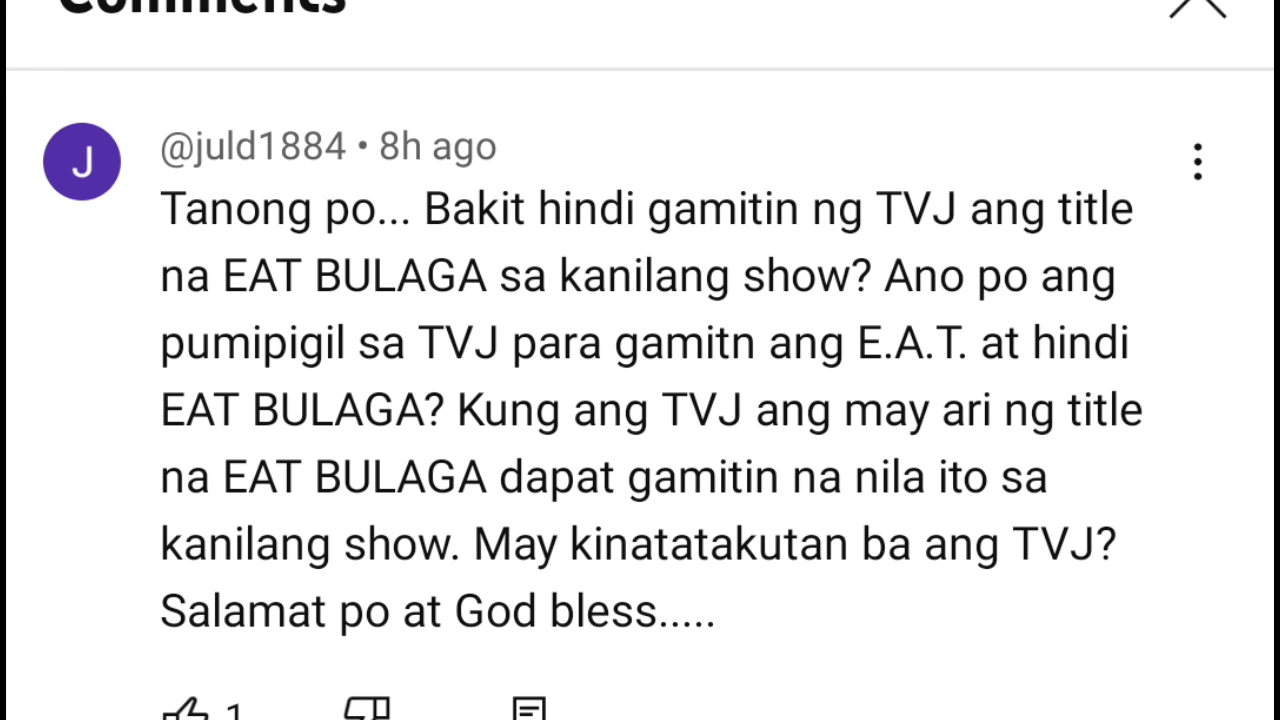 Comments
J
@juld1884 • 8h ago
Tanong po... Bakit hindi gamitin ng TVJ ang title
na EAT BULAGA sa kanilang show? Ano po ang
pumipigil sa TVJ para gamitn ang E.A.T. at hindi
EAT BULAGA? Kung ang TVJ ang may ari ng title
na EAT BULAGA dapat gamitin na nila ito sa
kanilang show. May kinatatakutan ba ang TVJ?
Salamat po at God bless.....
1